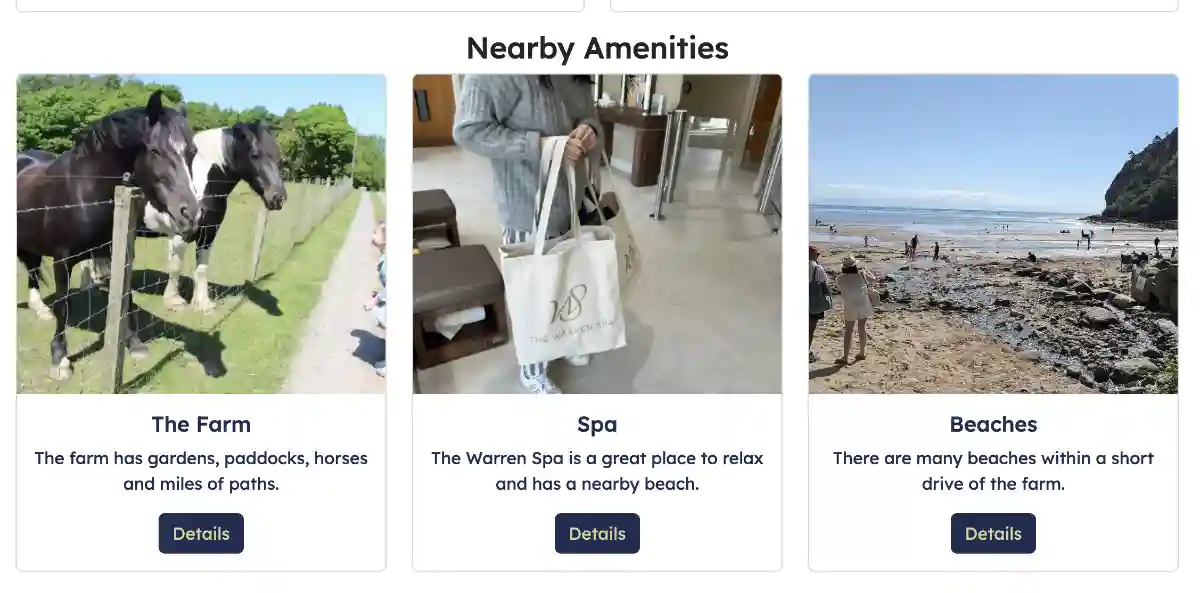 Nearby Amenities
WS
THE WARREN SPA
The Farm
The farm has gardens, paddocks, horses
and miles of paths.
Details
Spa
The Warren Spa is a great place to relax
and has a nearby beach.
Details
Beaches
There are many beaches within a short
drive of the farm.
Details